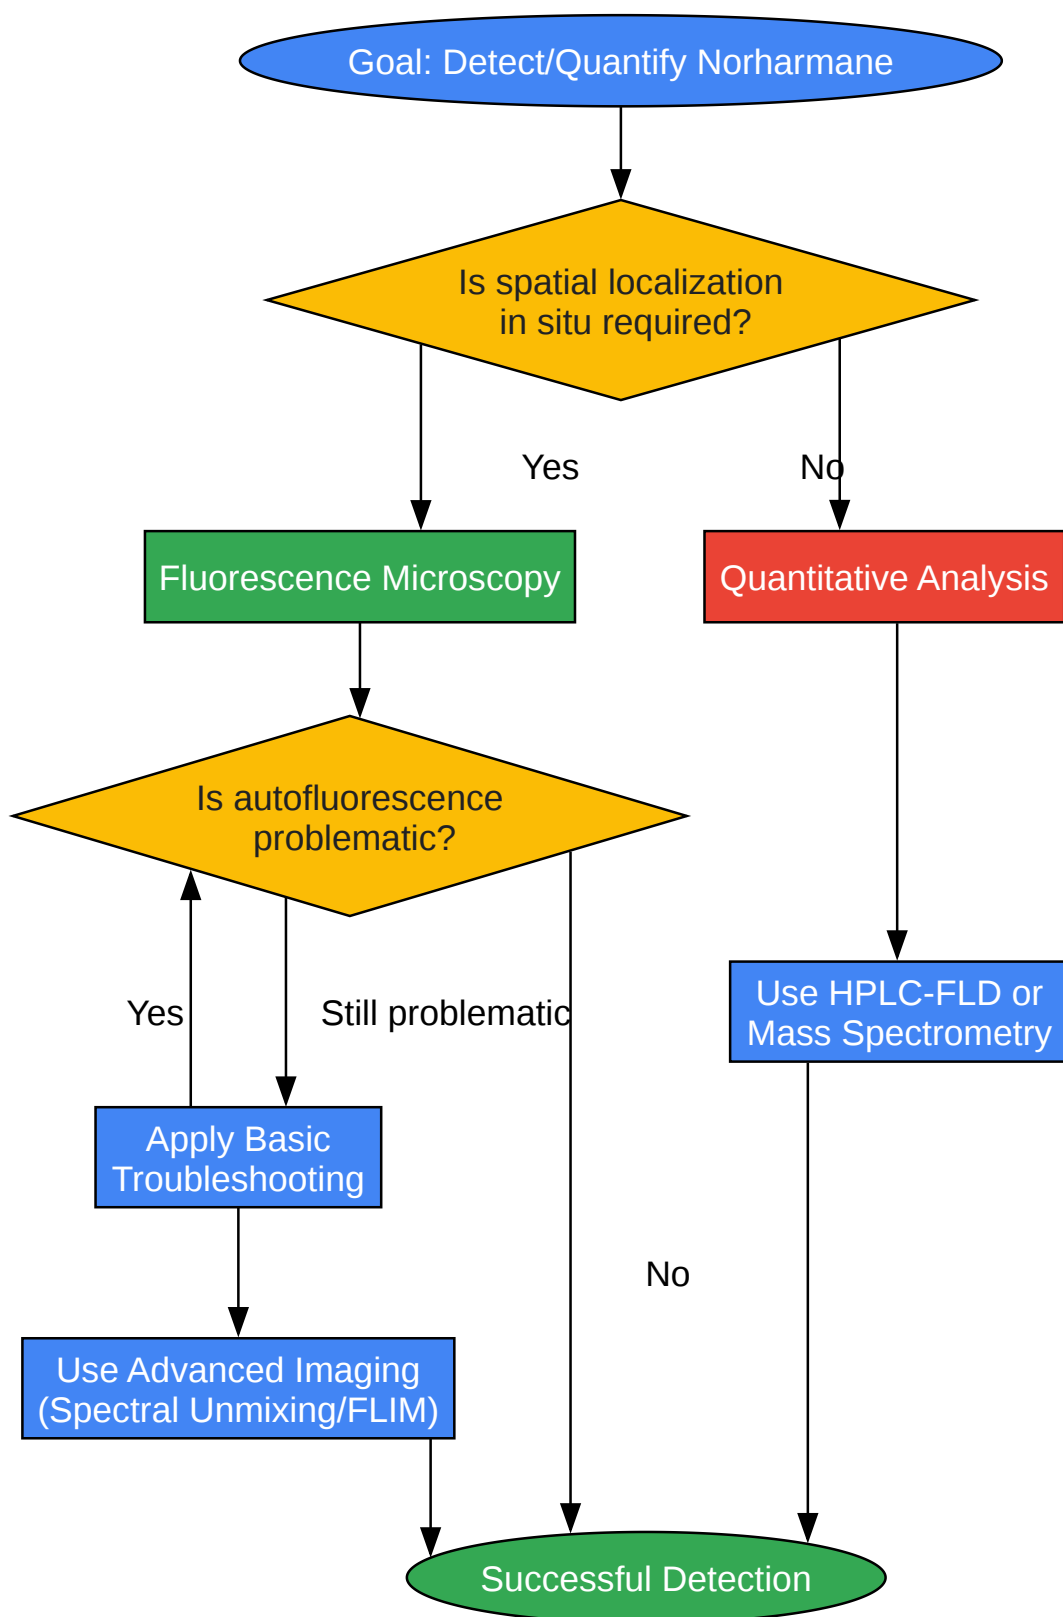 Goal: Detect/Quantify Norharmane
Is spatial localization
in situ required?
Yes
No
Fluorescence Microscopy
Quantitative Analysis
Is autofluorescence
problematic?
Use HPLC-FLD or
Mass Spectrometry
Yes
Still problematic
Apply Basic
Troubleshooting
No
Use Advanced Imaging
(Spectral Unmixing/FLIM)
Successful Detection